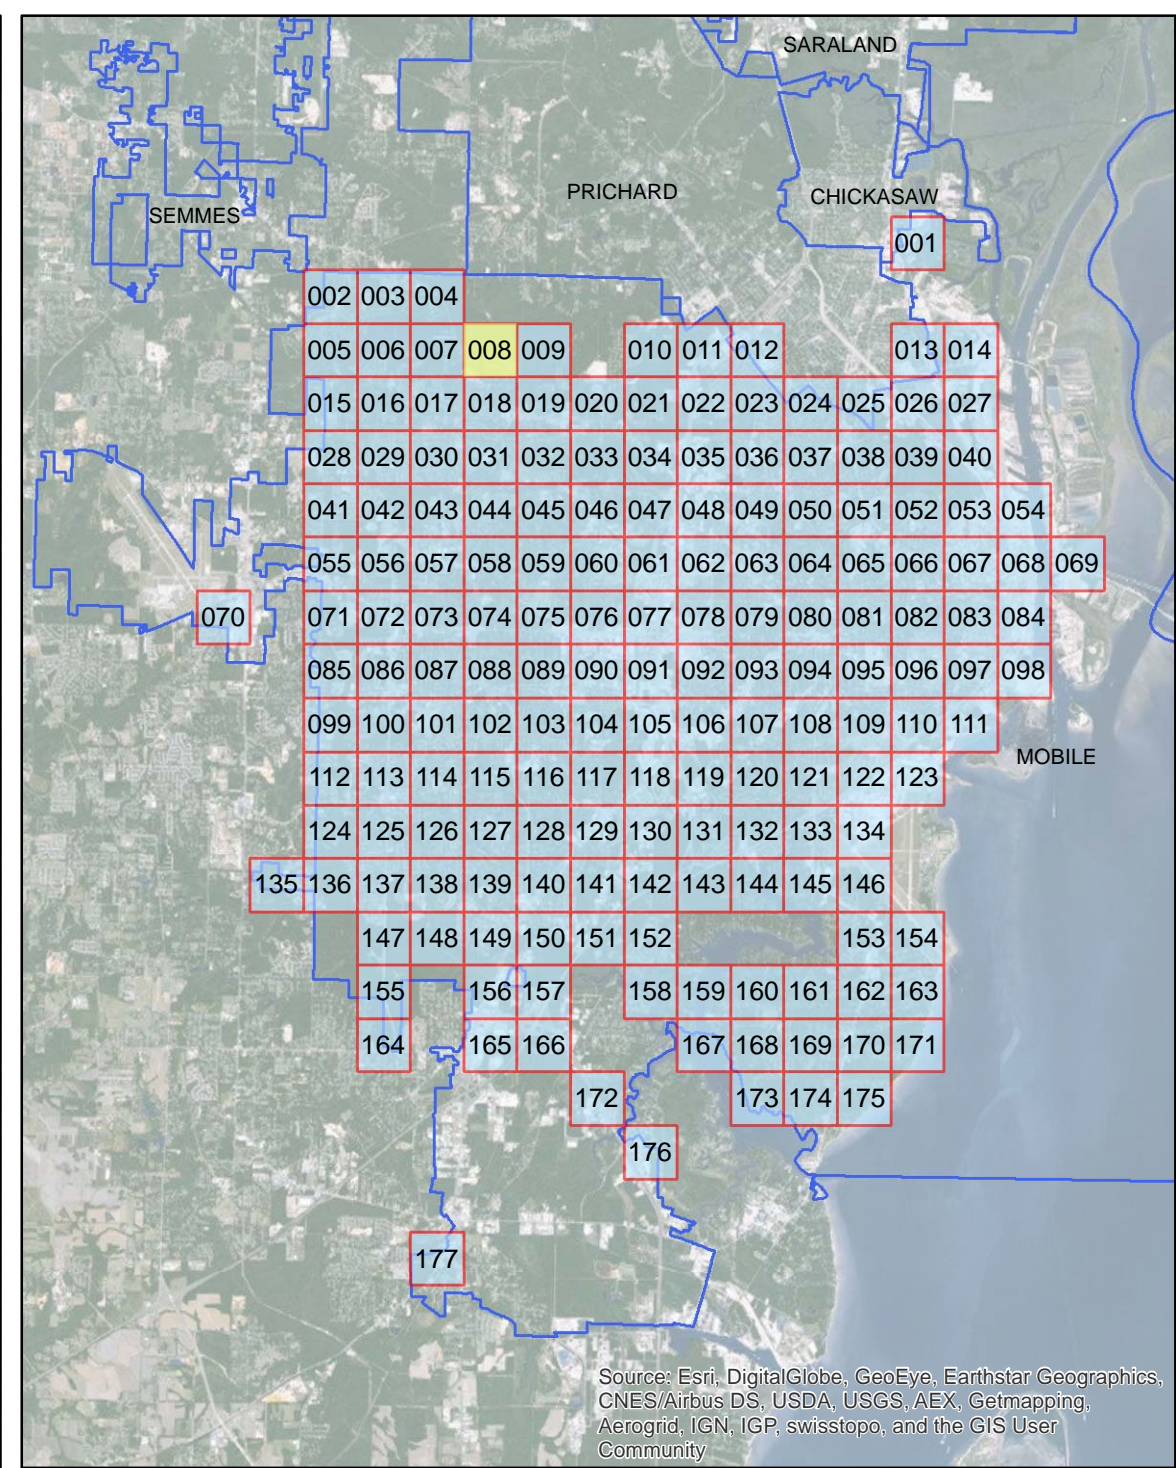 SARALAND
PRICHARD
CHICKASAW
SEMMES
001
002 003 004
005 006 007 008 009 010 011 012 013 014
015 016 017 018 019 020 021 022 023 024 025 026 027
028 029 030 031 032 033 034 035 036 037 038 039 040
041 042 043 044 045 046 047 048 049 050 051 052 053 054
055 056 057 058 059 060 061 062 063 064 065 066 067 068 069
070 071 072 073 074 075 076 077 078 079 080 081 082 083 084
085 086 087 088 089 090 091 092 093 094 095 096 097 098
099 100 101 102 103 104 105 106 107 108 109 110 111
MOBILE
112 113 114 115 116 117 118 119 120 121 122 123
124 125 126 127 128 129 130 131 132 133 134
135 136 137 138 139 140 141 142 143 144 145 146
147 148 149 150 151 152 153 154
155 156 157 158 159 160 161 162 163
164 165 166 167 168 169 170 171
172 173 174 175
176
177
Source: Esri, DigitalGlobe, GeoEye, Earthstar Geographics,
CNES/Airbus DS, USDA, USGS, AEX, Getmapping,
Aerogrid, IGN, IGP, swisstopo, and the GIS User
Community